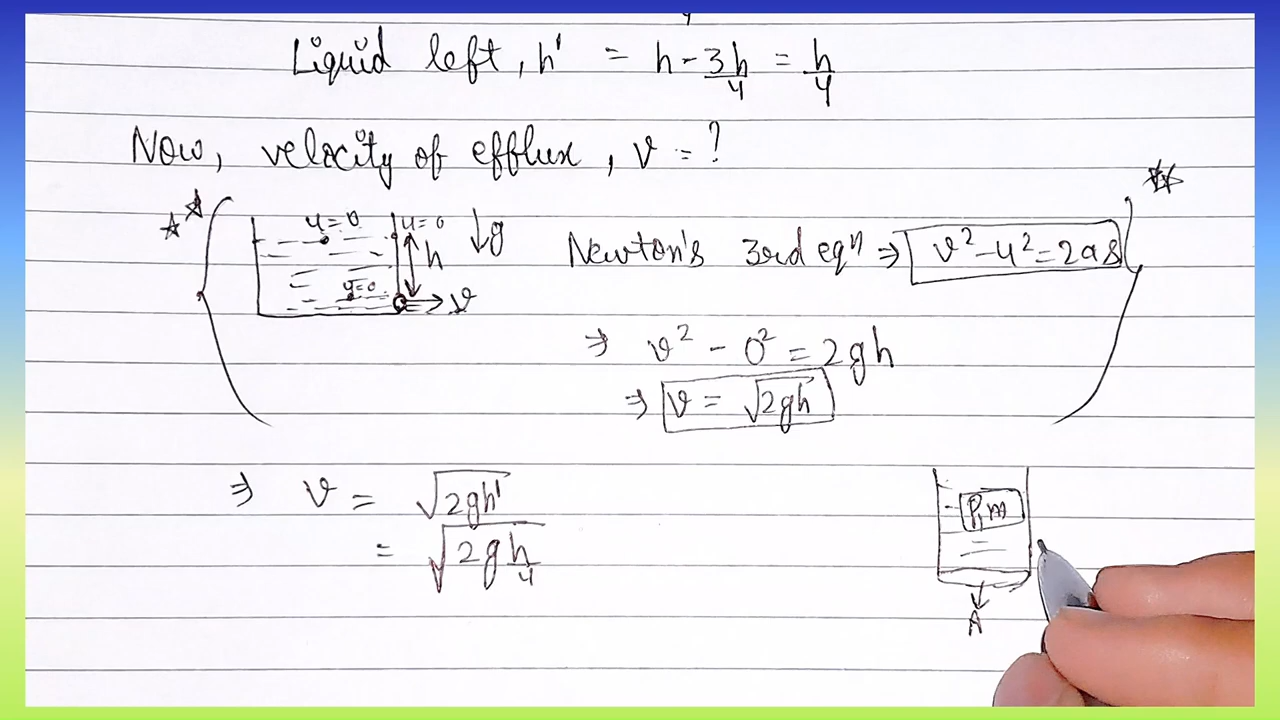 Liquid left, h' = h - 3h/4 = h/4
Now, velocity of efflux, v = ?
u=0 u=0 ↓g
h
u=0 → v
Newton's 3rd eqⁿ ⇒ v² - u² = 2as
⇒ v² - 0² = 2gh
⇒ v = √2gh
⇒ v = √2gh'
= √2g h/4
ρ, m
A